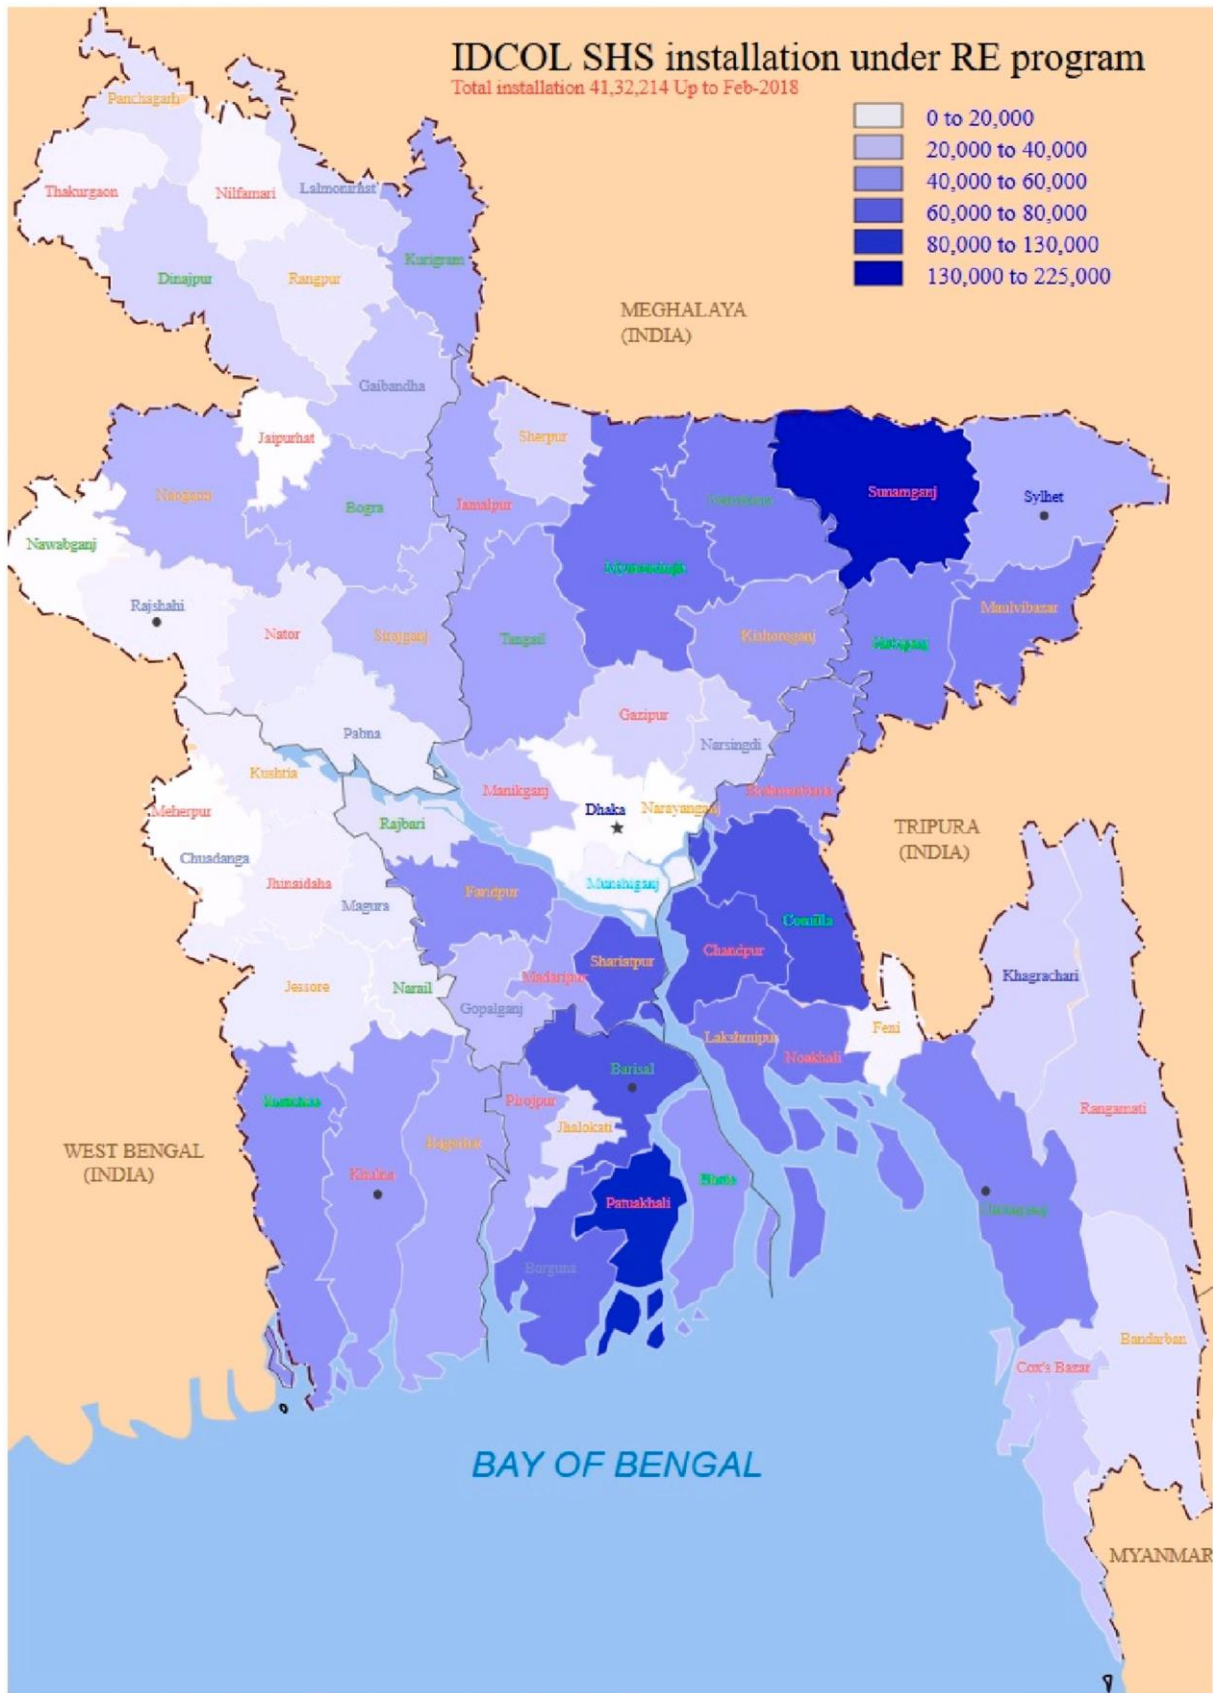 IDCOL SHS installation under RE program
Total installation 41,32,214 Up to Feb-2018
0 to 20,000
20,000 to 40,000
40,000 to 60,000
60,000 to 80,000
80,000 to 130,000
130,000 to 225,000
Panchagarh
Thakurgaon
Nilfamari
Kurigram
Dinajpur
Rangpur
MEGHALAYA
(INDIA)
Gaibandha
Jaipurhat
Sherpur
Bogra
Jamalpur
Sunamganj
Sylhet
Nawabganj
Rajshahi
Nator
Sirajganj
Tangail
Kishoreganj
Maulvibazar
Gazipur
Pabna
Narsingdi
Kushtia
Manikganj
Meherpur
Dhaka
Narayanganj
Rajbari
TRIPURA
(INDIA)
Chuadanga
Jhinaidaha
Magura
Munshiganj
Faridpur
Comilla
Chandpur
Shariatpur
Madaripur
Khagrachari
Jessore
Narail
Gopalganj
Lakshmipur
Noakhali
Feni
Barisal
Pirojpur
Jhalokati
Rangamati
WEST BENGAL
(INDIA)
Khulna
Patuakhali
Bandarban
Cox's Bazar
BAY OF BENGAL
MYANMAR